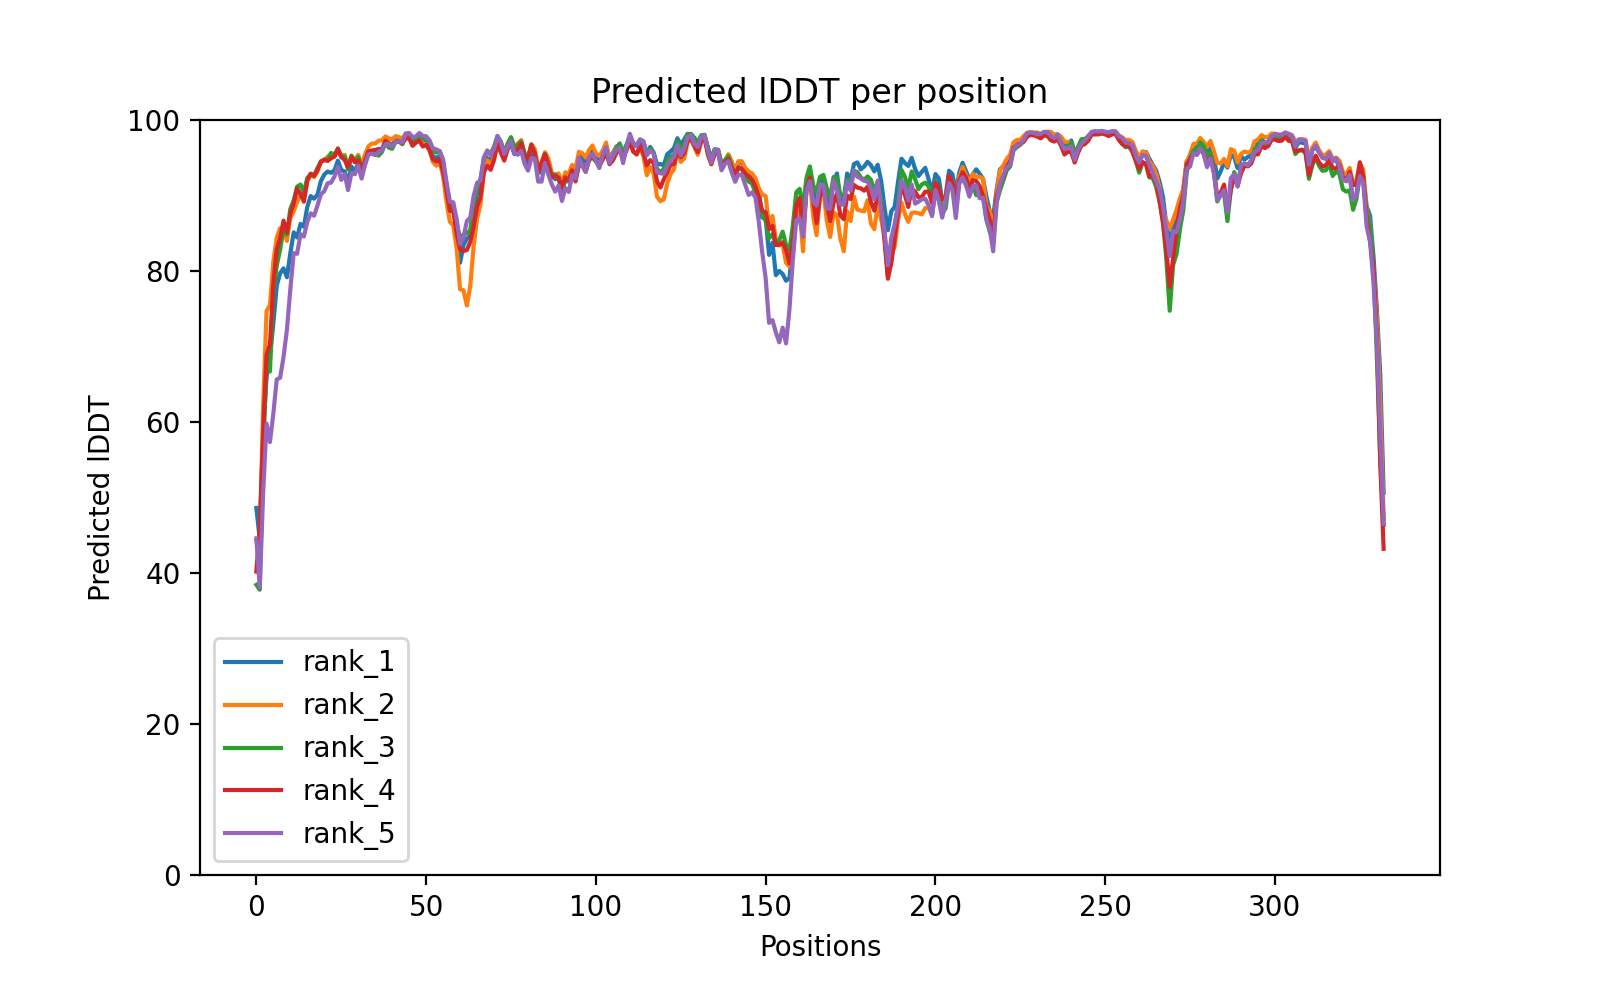 Predicted lDDT per position
100
80
60
40
20
0
Predicted lDDT
rank_1
rank_2
rank_3
rank_4
rank_5
0 50 100 150 200 250 300
Positions